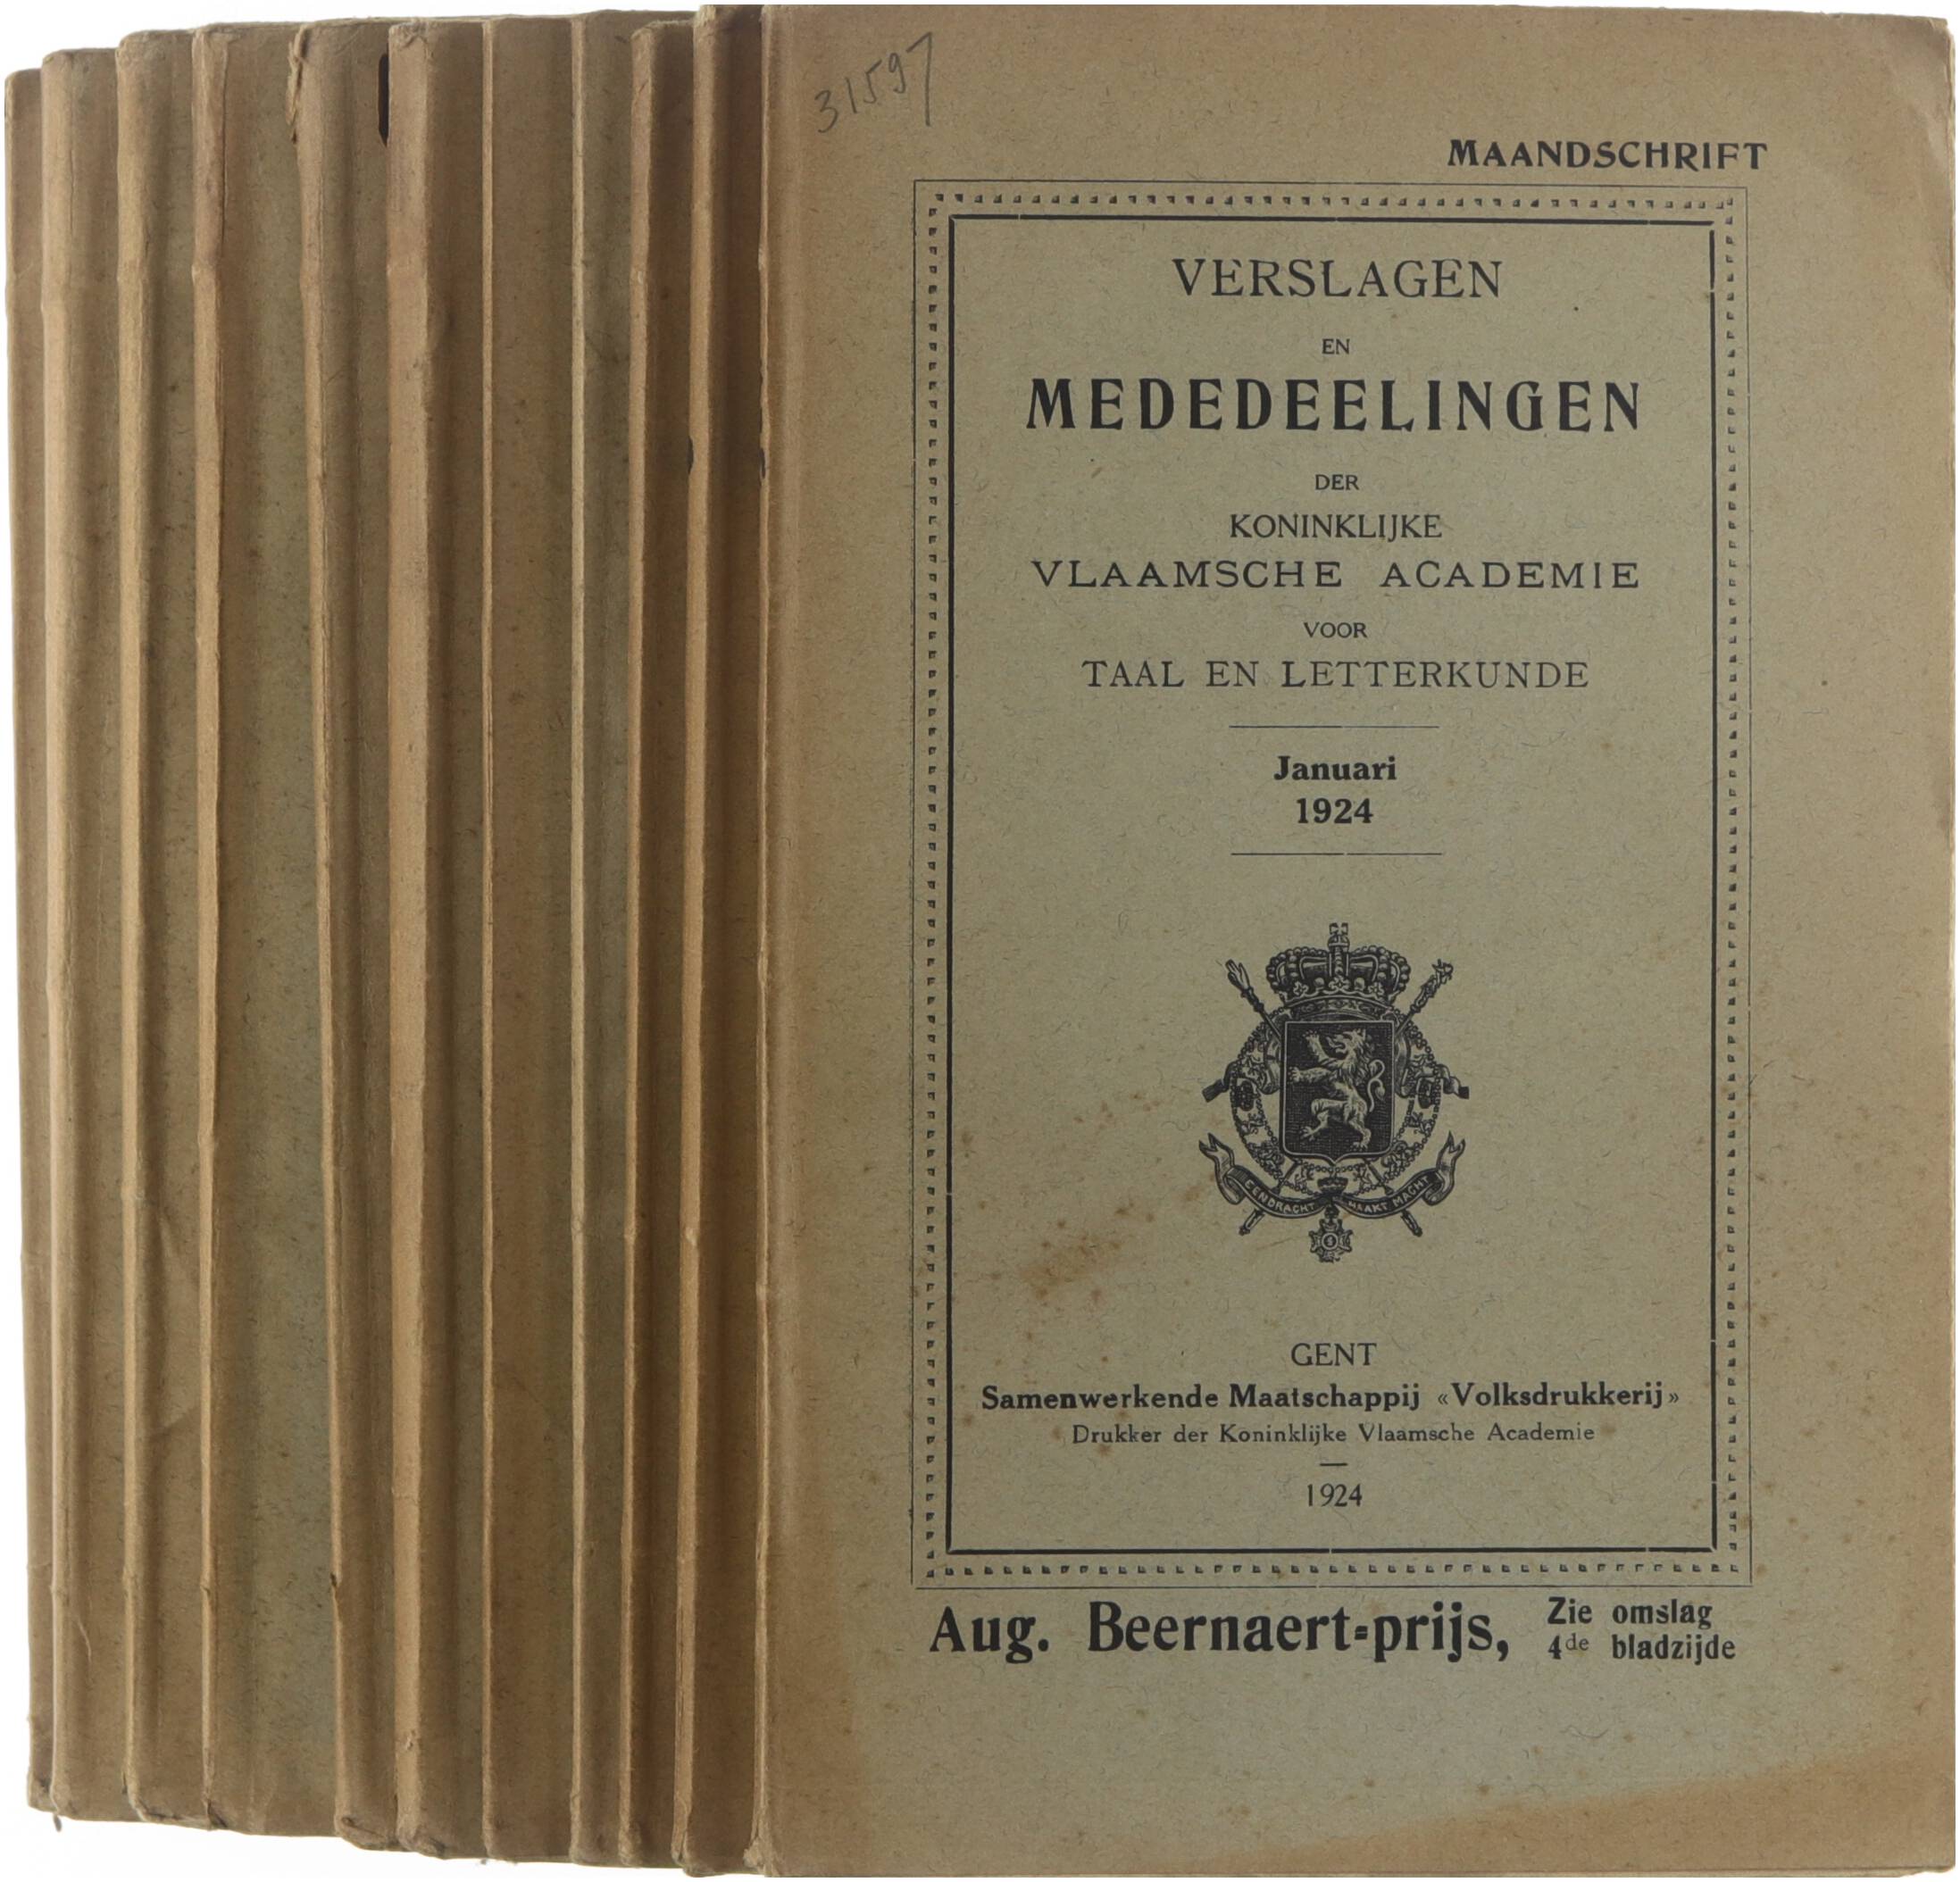 31597
MAANDSCHRIFT
VERSLAGEN
EN
MEDEDEELINGEN
DER
KONINKLIJKE
VLAAMSCHE ACADEMIE
VOOR
TAAL EN LETTERKUNDE
Januari
1924
EENDRACHT MAAKT MACHT
GENT
Samenwerkende Maatschappij «Volksdrukkerij»
Drukker der Koninklijke Vlaamsche Academie
1924
Aug. Beernaert=prijs, Zie omslag
4de bladzijde